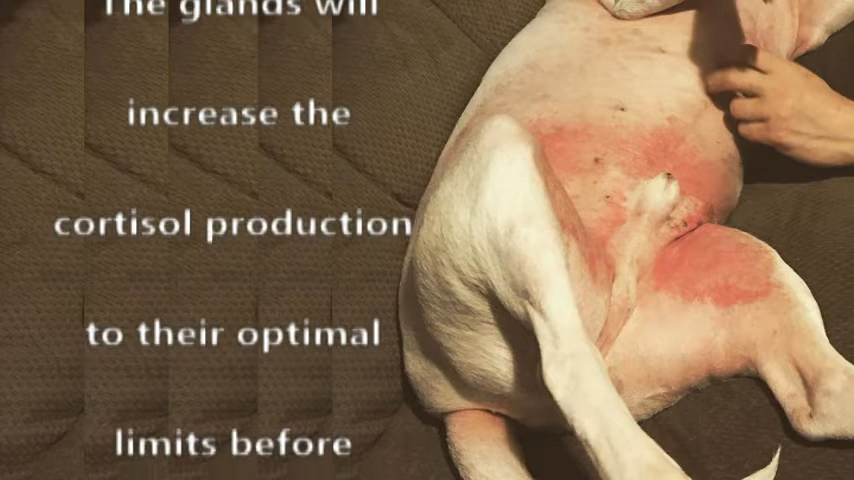 The glands will
increase the
cortisol production
to their optimal
limits before